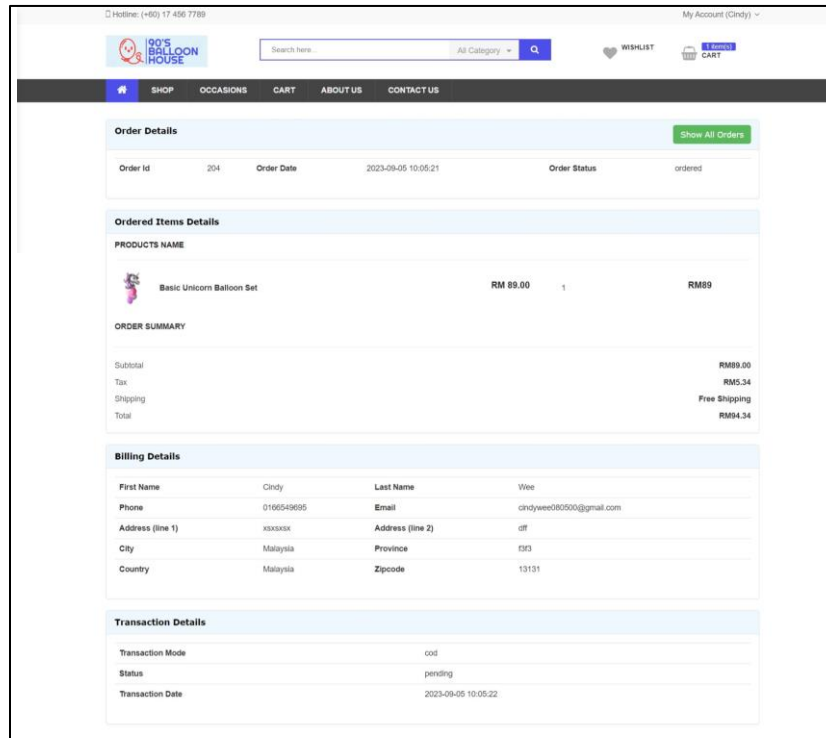 Hotline: (+60) 17 456 7789 My Account (Cindy)
90'S
BALLOON
HOUSE
Search here... All Category
WISHLIST
1 item(s)
CART
SHOP OCCASIONS CART ABOUT US CONTACT US
Order Details Show All Orders
Order Id 204 Order Date 2023-09-05 10:05:21 Order Status ordered
Ordered Items Details
PRODUCTS NAME
Basic Unicorn Balloon Set RM 89.00 1 RM89
ORDER SUMMARY
Subtotal RM89.00
Tax RM5.34
Shipping Free Shipping
Total RM94.34
Billing Details
First Name Cindy Last Name Wee
Phone 0166549695 Email cindywee080500@gmail.com
Address (line 1) xsxsxsx Address (line 2) dff
City Malaysia Province f3f3
Country Malaysia Zipcode 13131
Transaction Details
Transaction Mode cod
Status pending
Transaction Date 2023-09-05 10:05:22